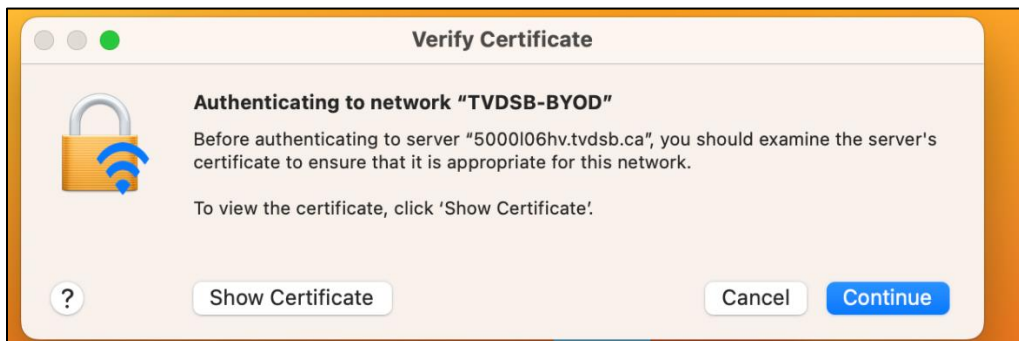 Verify Certificate
Authenticating to network “TVDSB-BYOD”
Before authenticating to server “5000l06hv.tvdsb.ca”, you should examine the server's
certificate to ensure that it is appropriate for this network.
To view the certificate, click ‘Show Certificate’.
? Show Certificate Cancel Continue